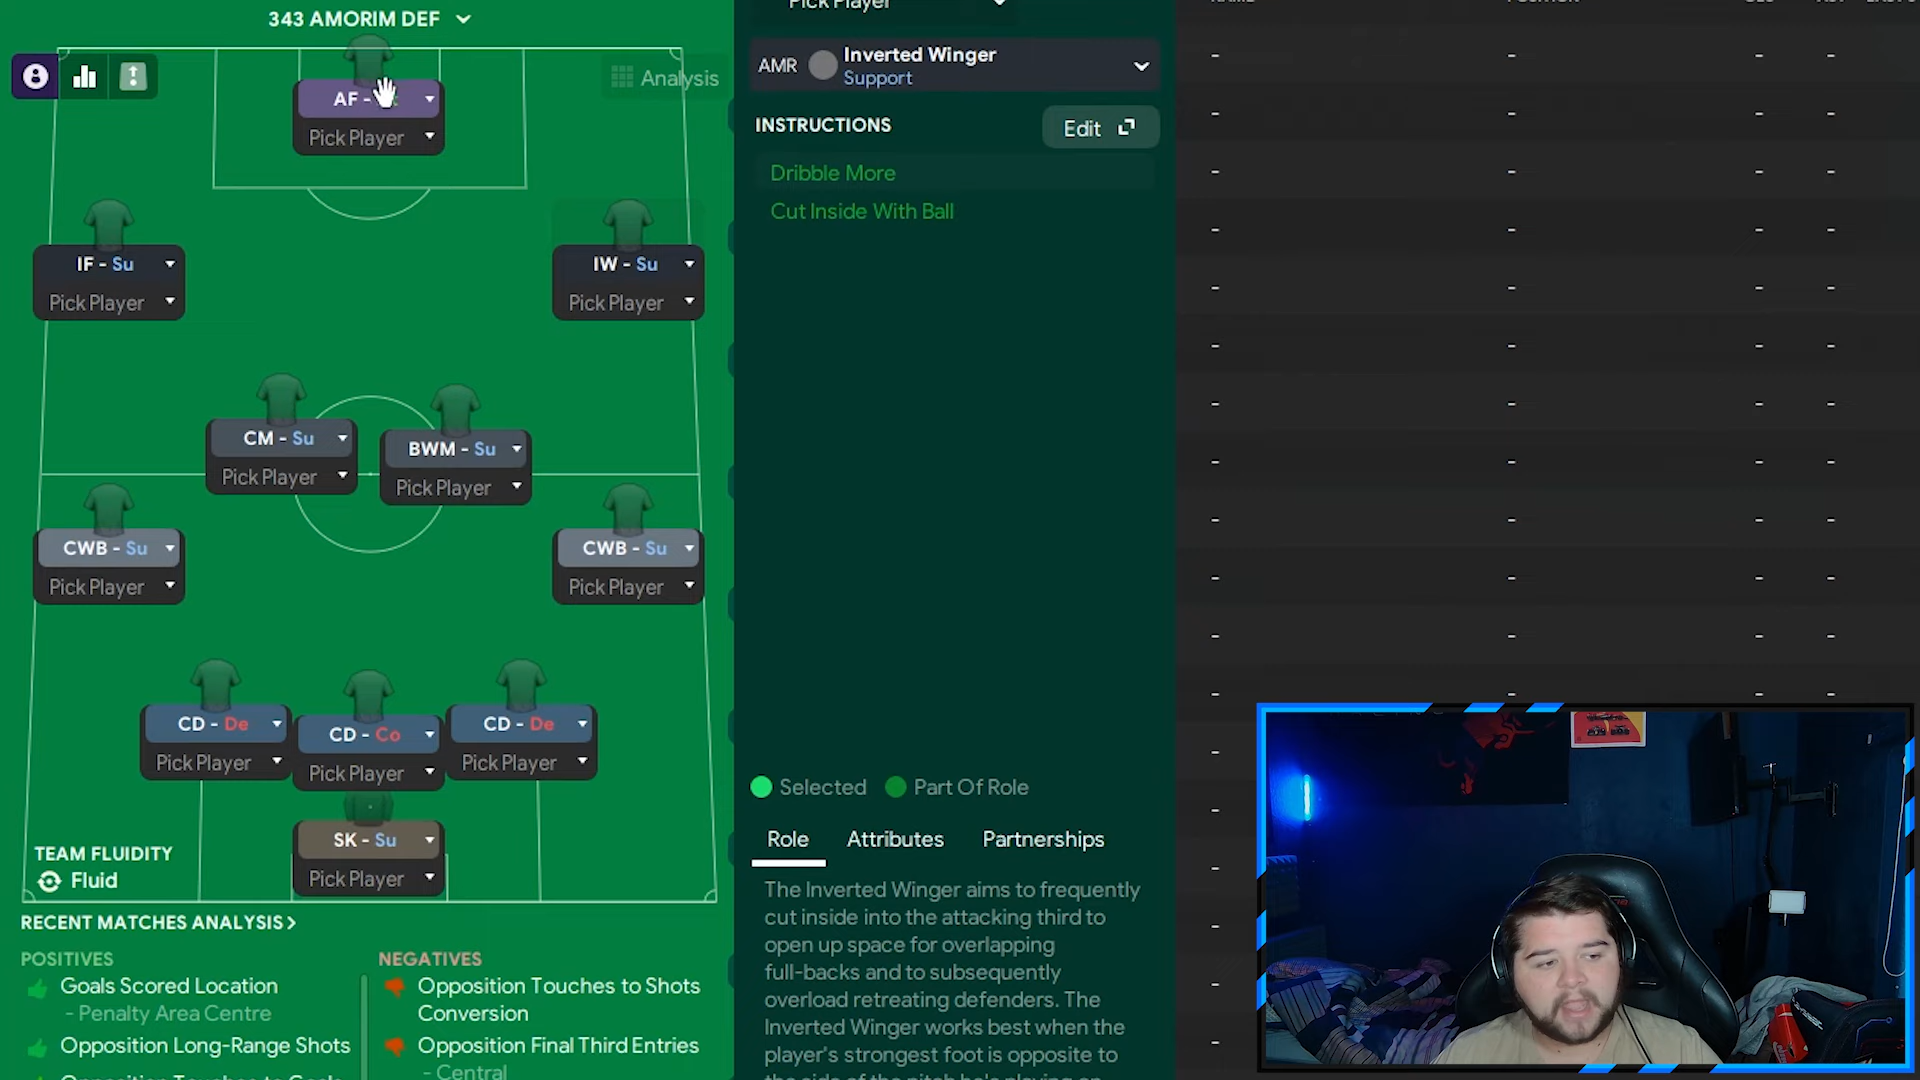 343 AMORIM DEF
Analysis
AF -
Pick Player
IF - Su
Pick Player
IW - Su
Pick Player
CM - Su
Pick Player
BWM - Su
Pick Player
CWB - Su
Pick Player
CWB - Su
Pick Player
CD - De
Pick Player
CD - Co
Pick Player
CD - De
Pick Player
SK - Su
Pick Player
TEAM FLUIDITY
Fluid
RECENT MATCHES ANALYSIS >
POSITIVES
Goals Scored Location
- Penalty Area Centre
Opposition Long-Range Shots
NEGATIVES
Opposition Touches to Shots
Conversion
Opposition Final Third Entries
- Central
Pick Player
AMR
Inverted Winger
Support
INSTRUCTIONS
Edit
Dribble More
Cut Inside With Ball
Selected
Part Of Role
Role
Attributes
Partnerships
The Inverted Winger aims to frequently
cut inside into the attacking third to
open up space for overlapping
full-backs and to subsequently
overload retreating defenders. The
Inverted Winger works best when the
player's strongest foot is opposite to